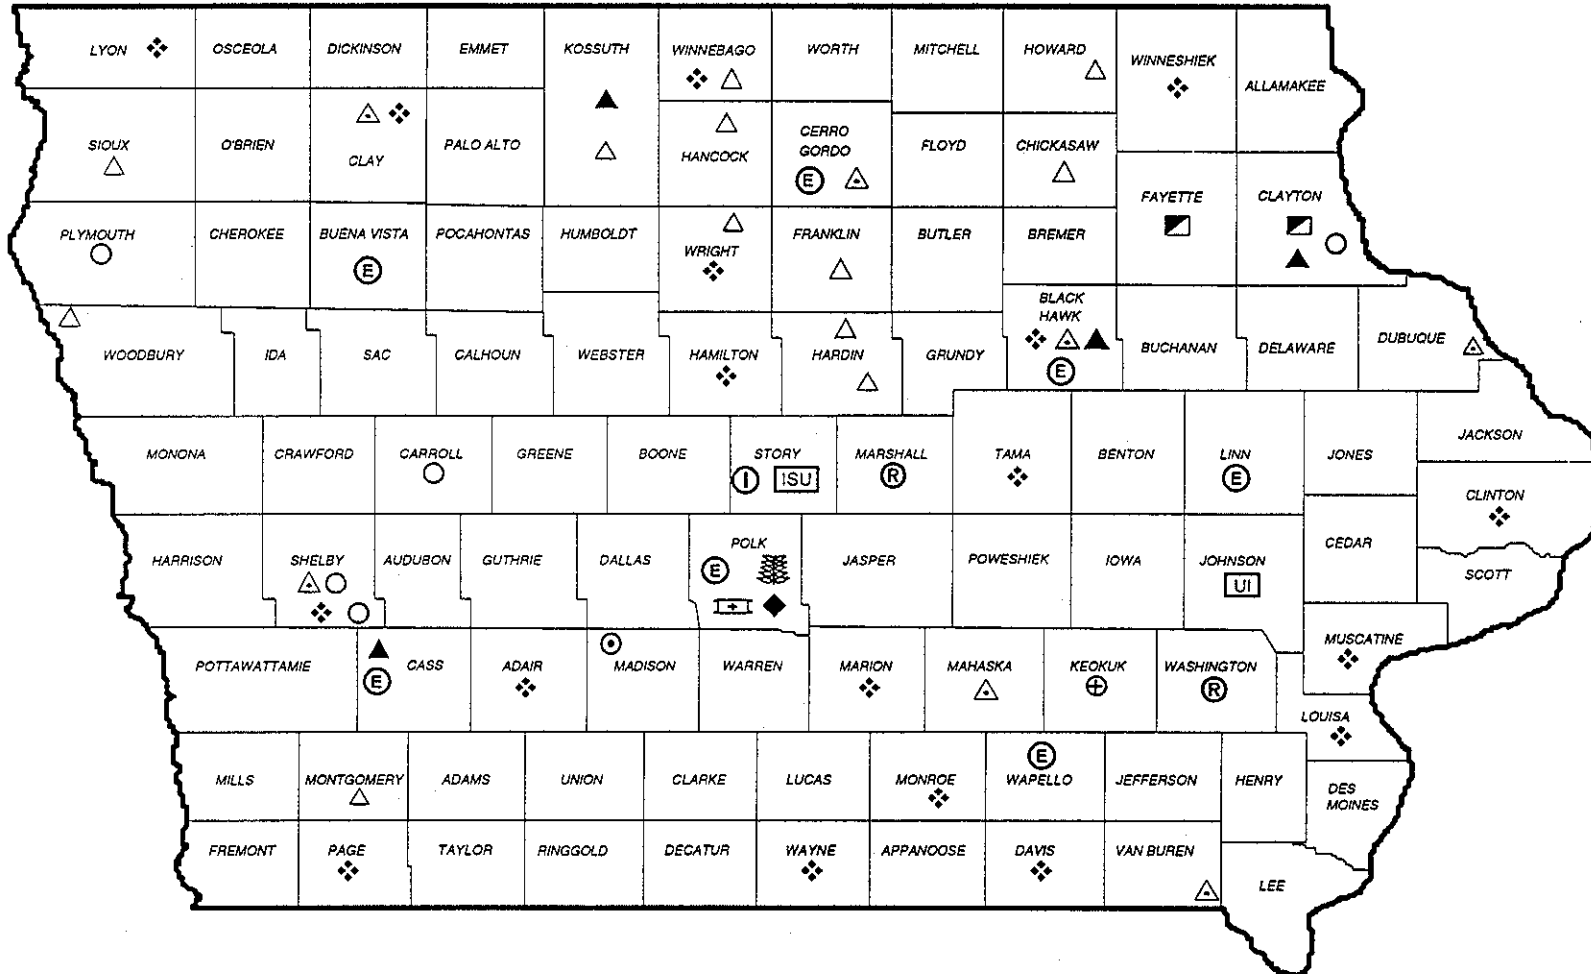 LYON
OSCEOLA
DICKINSON
EMMET
KOSSUTH
WINNEBAGO
WORTH
MITCHELL
HOWARD
WINNESHIEK
ALLAMAKEE
SIOUX
O'BRIEN
CLAY
PALO ALTO
HANCOCK
CERRO
GORDO
E
FLOYD
CHICKASAW
FAYETTE
CLAYTON
PLYMOUTH
CHEROKEE
BUENA VISTA
E
POCAHONTAS
HUMBOLDT
WRIGHT
FRANKLIN
BUTLER
BREMER
WOODBURY
IDA
SAC
CALHOUN
WEBSTER
HAMILTON
HARDIN
GRUNDY
BLACK
HAWK
E
BUCHANAN
DELAWARE
DUBUQUE
MONONA
CRAWFORD
CARROLL
GREENE
BOONE
STORY
I ISU
MARSHALL
R
TAMA
BENTON
LINN
E
JONES
JACKSON
CLINTON
HARRISON
SHELBY
AUDUBON
GUTHRIE
DALLAS
POLK
E
JASPER
POWESHIEK
IOWA
JOHNSON
UI
CEDAR
SCOTT
POTTAWATTAMIE
CASS
E
ADAIR
MADISON
WARREN
MARION
MAHASKA
KEOKUK
WASHINGTON
R
MUSCATINE
LOUISA
MILLS
MONTGOMERY
ADAMS
UNION
CLARKE
LUCAS
MONROE
E
WAPELLO
JEFFERSON
HENRY
DES
MOINES
FREMONT
PAGE
TAYLOR
RINGGOLD
DECATUR
WAYNE
APPANOOSE
DAVIS
VAN BUREN
LEE